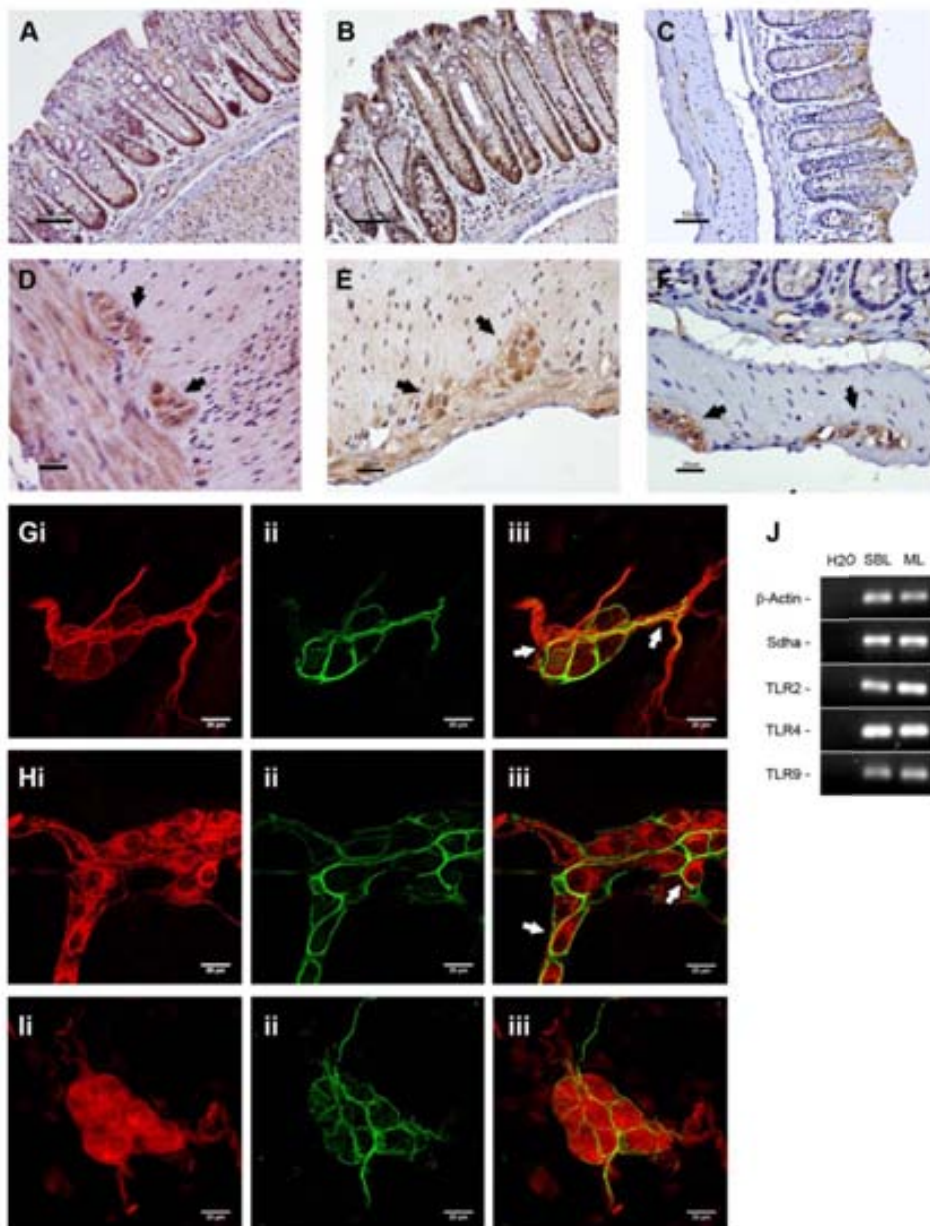 A
B
C
D
E
F
Gi
ii
iii
Hi
ii
iii
Ii
ii
iii
J
H2O SBL ML
β-Actin -
Sdha -
TLR2 -
TLR4 -
TLR9 -